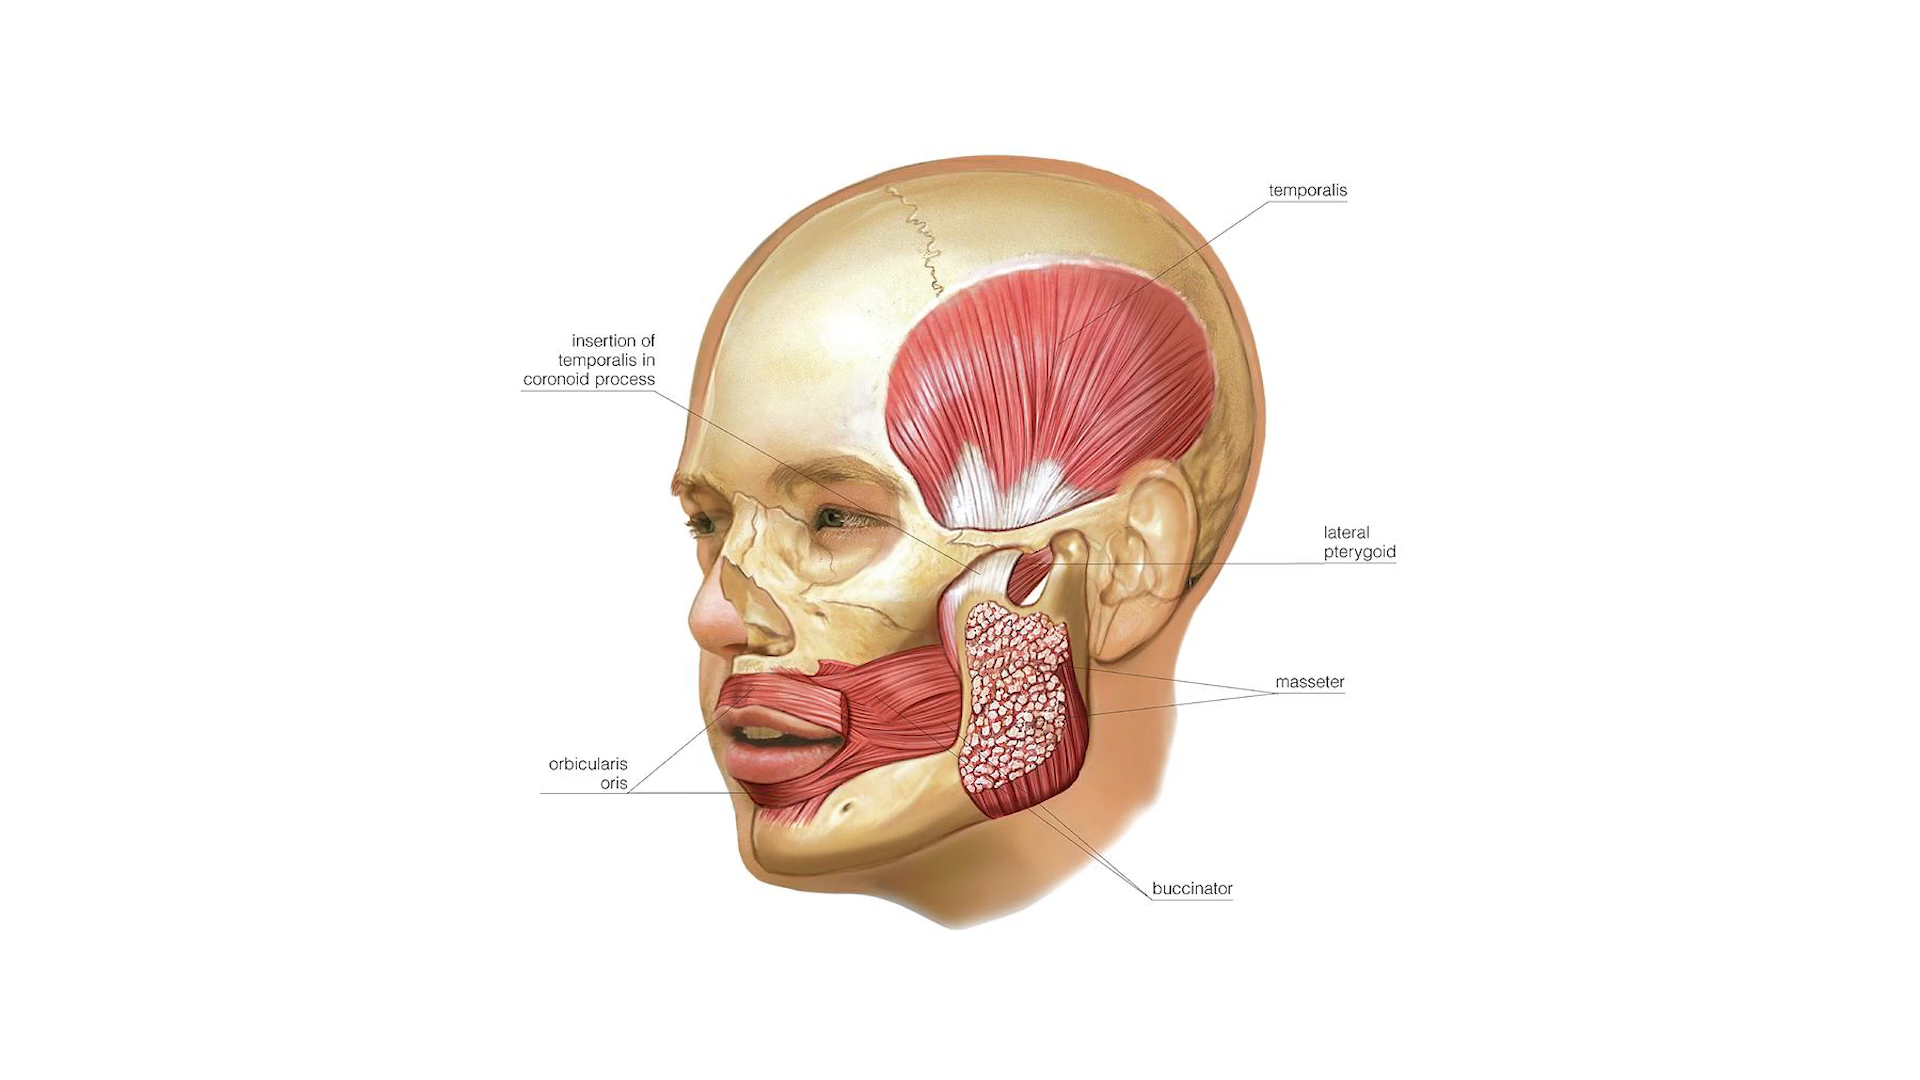 temporalis
insertion of
temporalis in
coronoid process
lateral
pterygoid
masseter
orbicularis
oris
buccinator